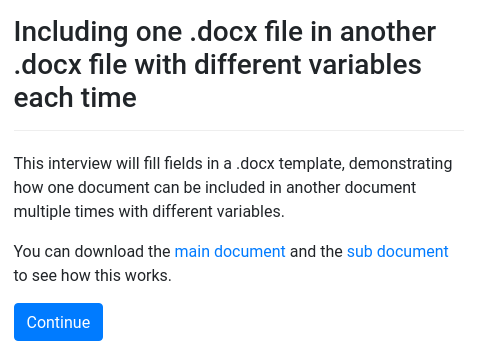 Including one .docx file in another
.docx file with different variables
each time
This interview will fill fields in a .docx template, demonstrating
how one document can be included in another document
multiple times with different variables.
You can download the main document and the sub document
to see how this works.
Continue